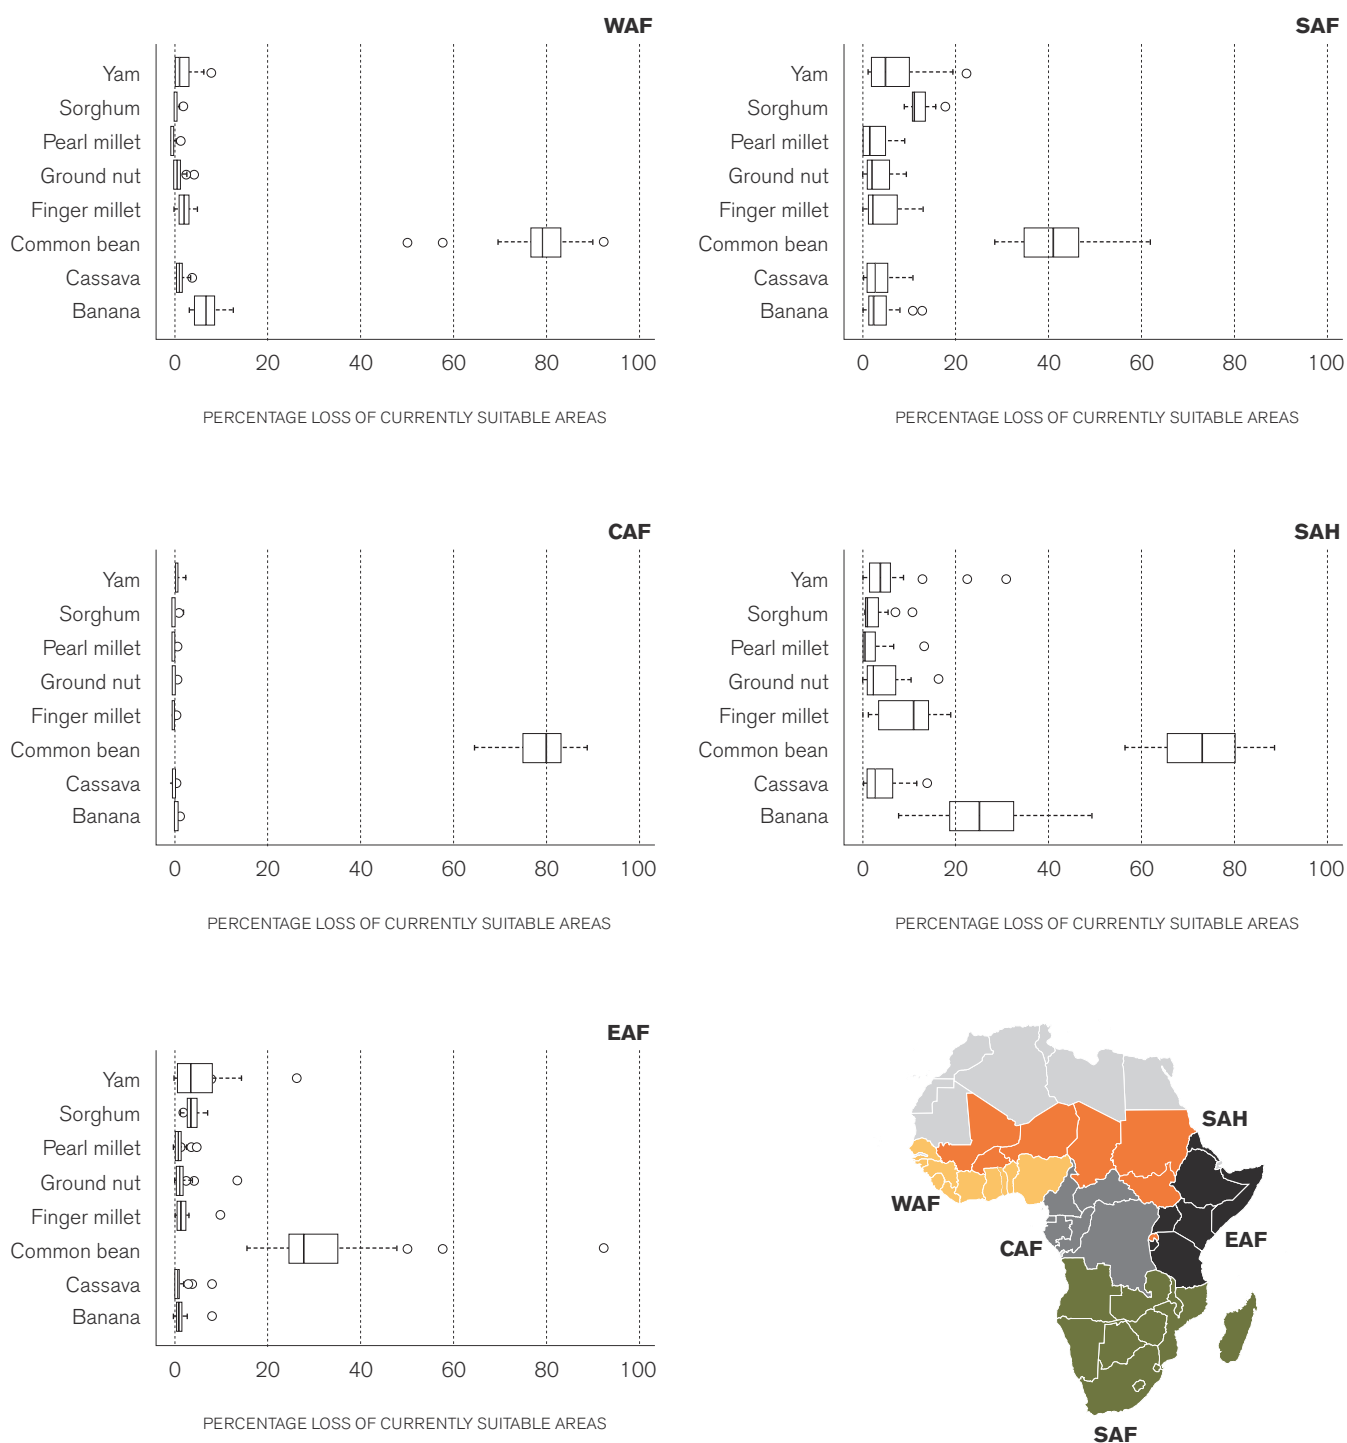 WAF
Yam
Sorghum
Pearl millet
Ground nut
Finger millet
Common bean
Cassava
Banana
0 20 40 60 80 100
PERCENTAGE LOSS OF CURRENTLY SUITABLE AREAS
SAF
Yam
Sorghum
Pearl millet
Ground nut
Finger millet
Common bean
Cassava
Banana
0 20 40 60 80 100
PERCENTAGE LOSS OF CURRENTLY SUITABLE AREAS
CAF
Yam
Sorghum
Pearl millet
Ground nut
Finger millet
Common bean
Cassava
Banana
0 20 40 60 80 100
PERCENTAGE LOSS OF CURRENTLY SUITABLE AREAS
SAH
Yam
Sorghum
Pearl millet
Ground nut
Finger millet
Common bean
Cassava
Banana
0 20 40 60 80 100
PERCENTAGE LOSS OF CURRENTLY SUITABLE AREAS
EAF
Yam
Sorghum
Pearl millet
Ground nut
Finger millet
Common bean
Cassava
Banana
0 20 40 60 80 100
PERCENTAGE LOSS OF CURRENTLY SUITABLE AREAS
SAH
WAF
EAF
CAF
SAF